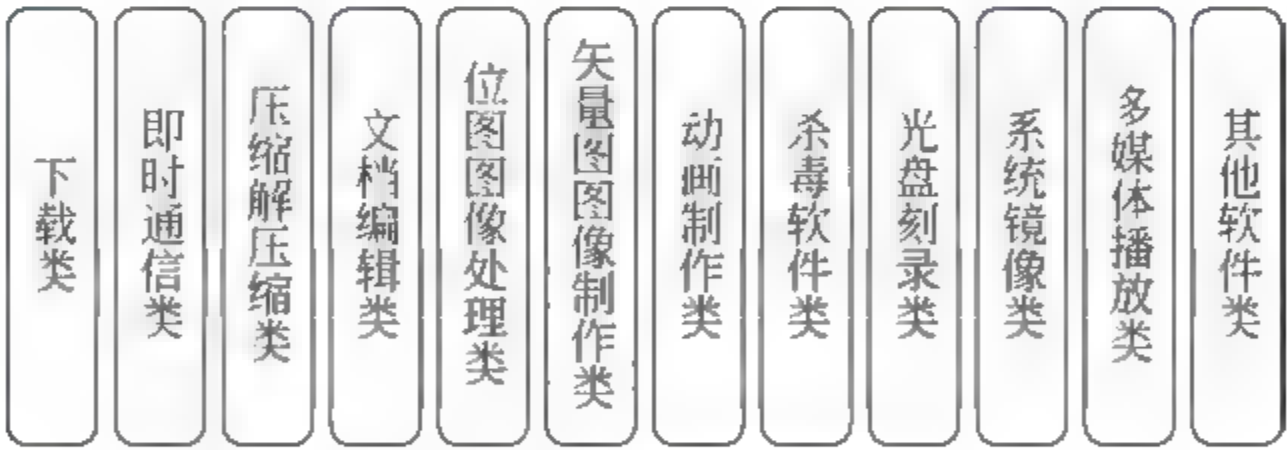 下载类
即时通信类
压缩解压缩类
文档编辑类
位图图像处理类
矢量图图像制作类
动画制作类
杀毒软件类
光盘刻录类
系统镜像类
多媒体播放类
其他软件类